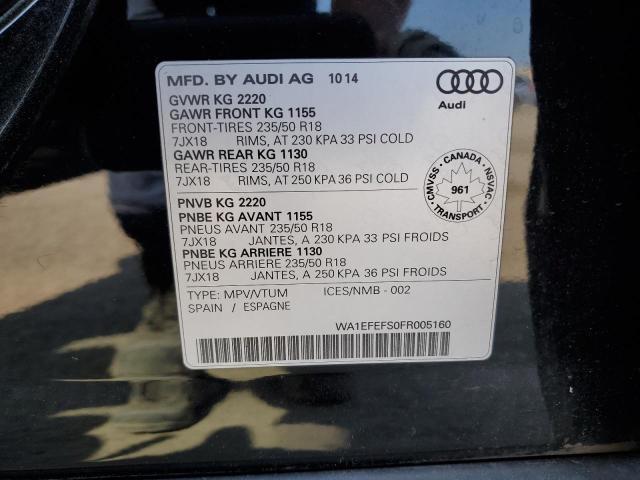 MFD. BY AUDI AG 10 14
Audi
GVWR KG 2220
GAWR FRONT KG 1155
FRONT-TIRES 235/50 R18
7JX18 RIMS, AT 230 KPA 33 PSI COLD
GAWR REAR KG 1130
REAR-TIRES 235/50 R18
7JX18 RIMS, AT 250 KPA 36 PSI COLD
CMVSS - CANADA - NSVAC
961
TRANSPORT
PNVB KG 2220
PNBE KG AVANT 1155
PNEUS AVANT 235/50 R18
7JX18 JANTES, A 230 KPA 33 PSI FROIDS
PNBE KG ARRIERE 1130
PNEUS ARRIERE 235/50 R18
7JX18 JANTES, A 250 KPA 36 PSI FROIDS
TYPE: MPV/VTUM ICES/NMB - 002
SPAIN / ESPAGNE
WA1EFEFS0FR005160